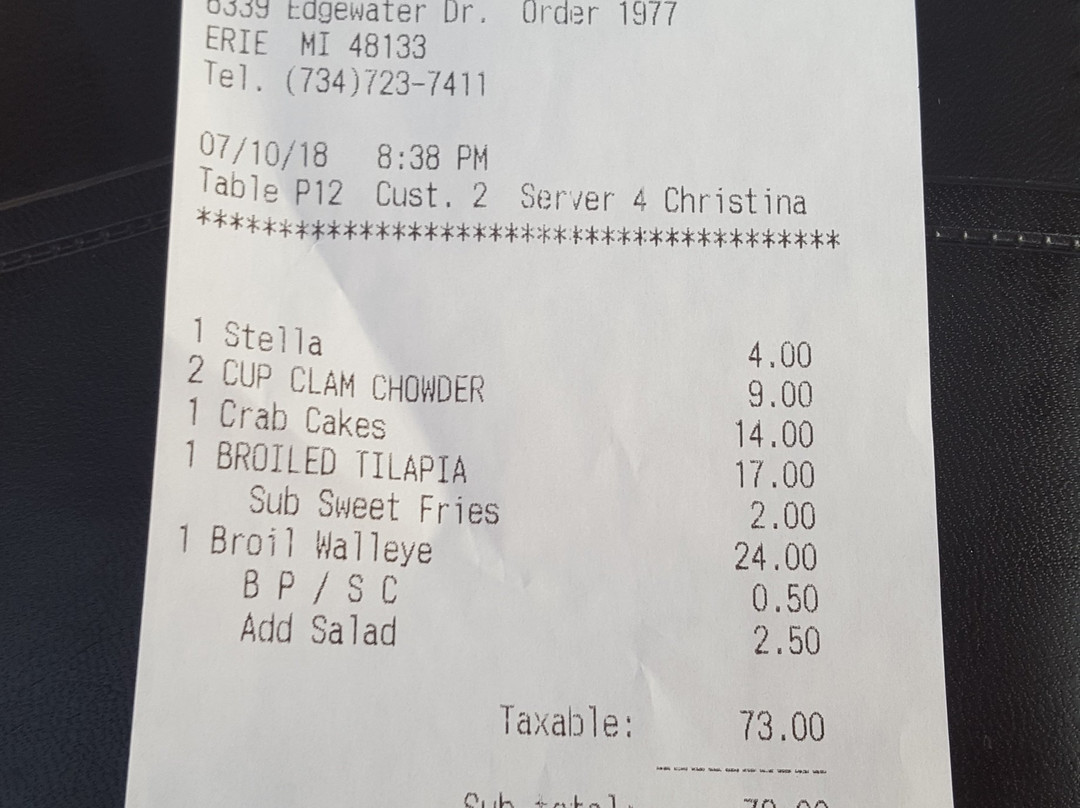 6339 Edgewater Dr. Order 1977
ERIE MI 48133
Tel. (734)723-7411
07/10/18 8:38 PM
Table P12 Cust. 2 Server 4 Christina
****************************************
1 Stella 4.00
2 CUP CLAM CHOWDER 9.00
1 Crab Cakes 14.00
1 BROILED TILAPIA 17.00
Sub Sweet Fries 2.00
1 Broil Walleye 24.00
B P / S C 0.50
Add Salad 2.50
Taxable: 73.00
Sub total: